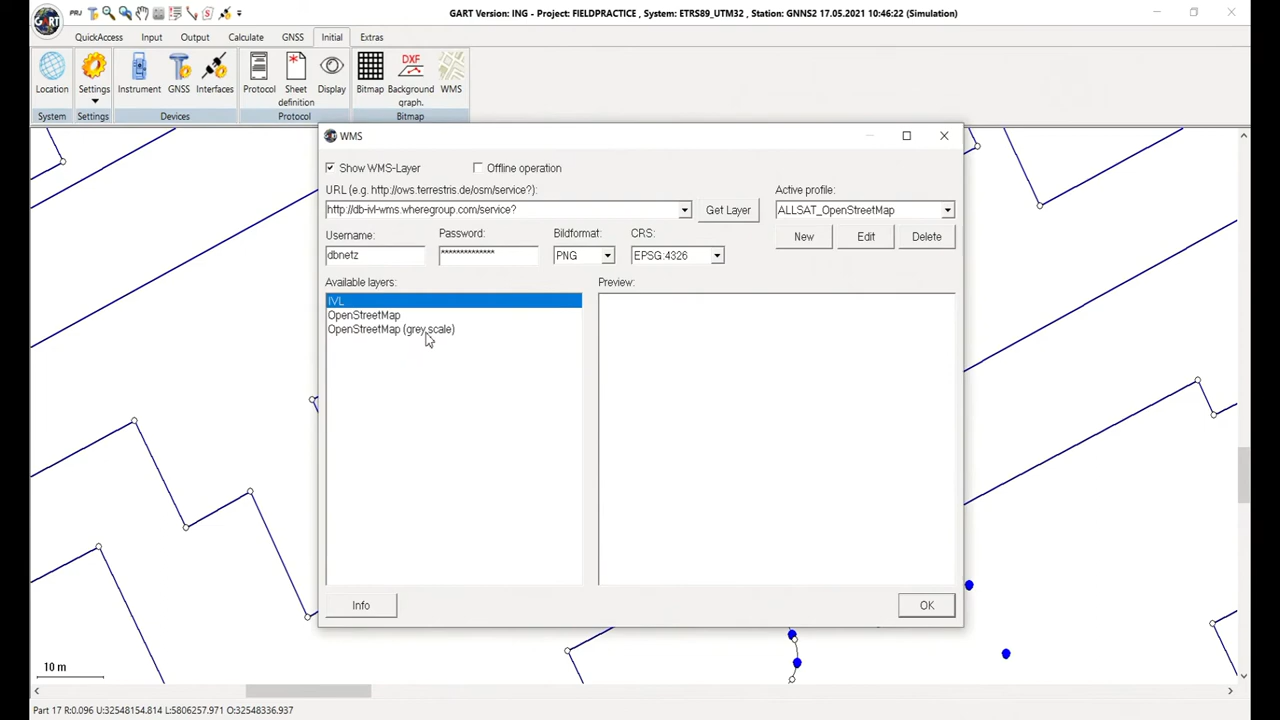 GART Version: ING - Project: FIELDPRACTICE , System: ETRS89_UTM32 , Station: GNNS2 17.05.2021 10:46:22 (Simulation)
GART
PRJ
QuickAccess Input Output Calculate GNSS Initial Extras
Location Settings Instrument GNSS Interfaces Protocol Sheet definition Display Bitmap DXF Background graph. WMS
System Settings Devices Protocol Bitmap
WMS
Show WMS-Layer Offline operation
URL (e.g. http://ows.terrestris.de/osm/service?): Active profile:
http://db-ivl-wms.wheregroup.com/service? Get Layer ALLSAT_OpenStreetMap
Username: Password: Bildformat: CRS: New Edit Delete
dbnetz ************* PNG EPSG:4326
Available layers: Preview:
IVL
OpenStreetMap
OpenStreetMap (grey scale)
Info OK
10 m
Part 17 R:0.096 O:32548154.814 L:5806257.971 O:32548336.937